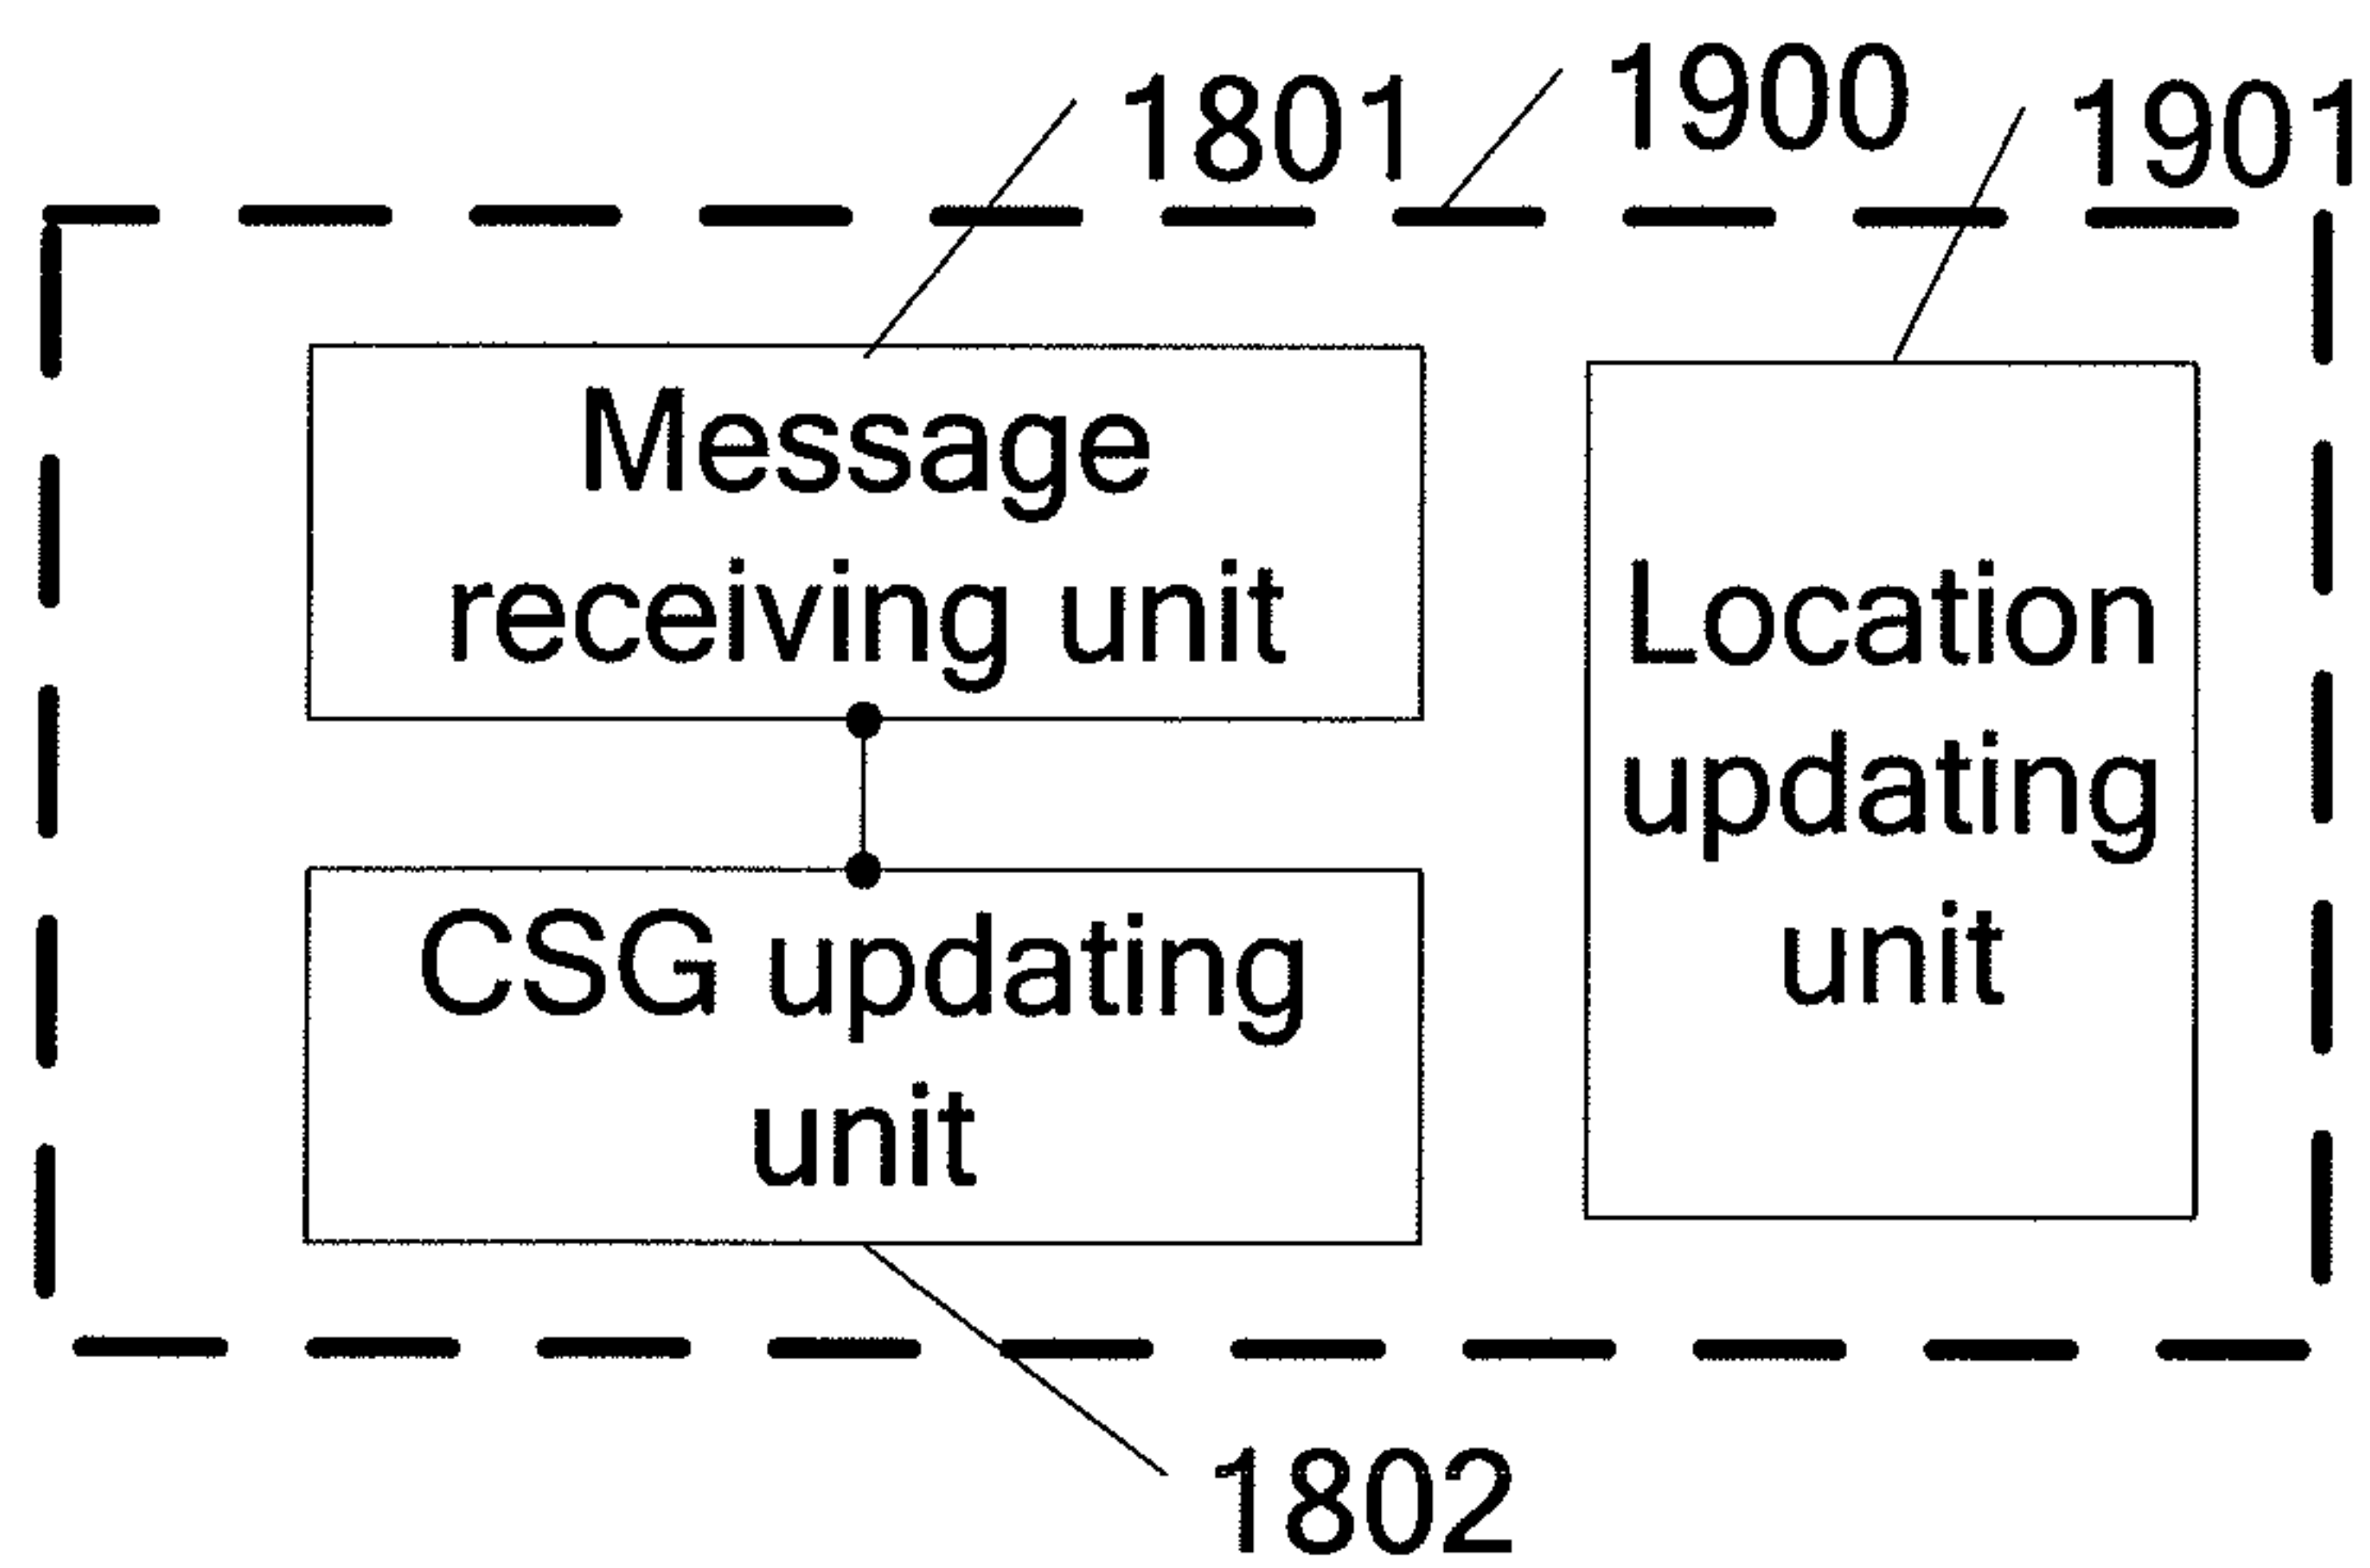 1801
1900
1901
Message
receiving unit
Location
updating
unit
CSG updating
unit
1802